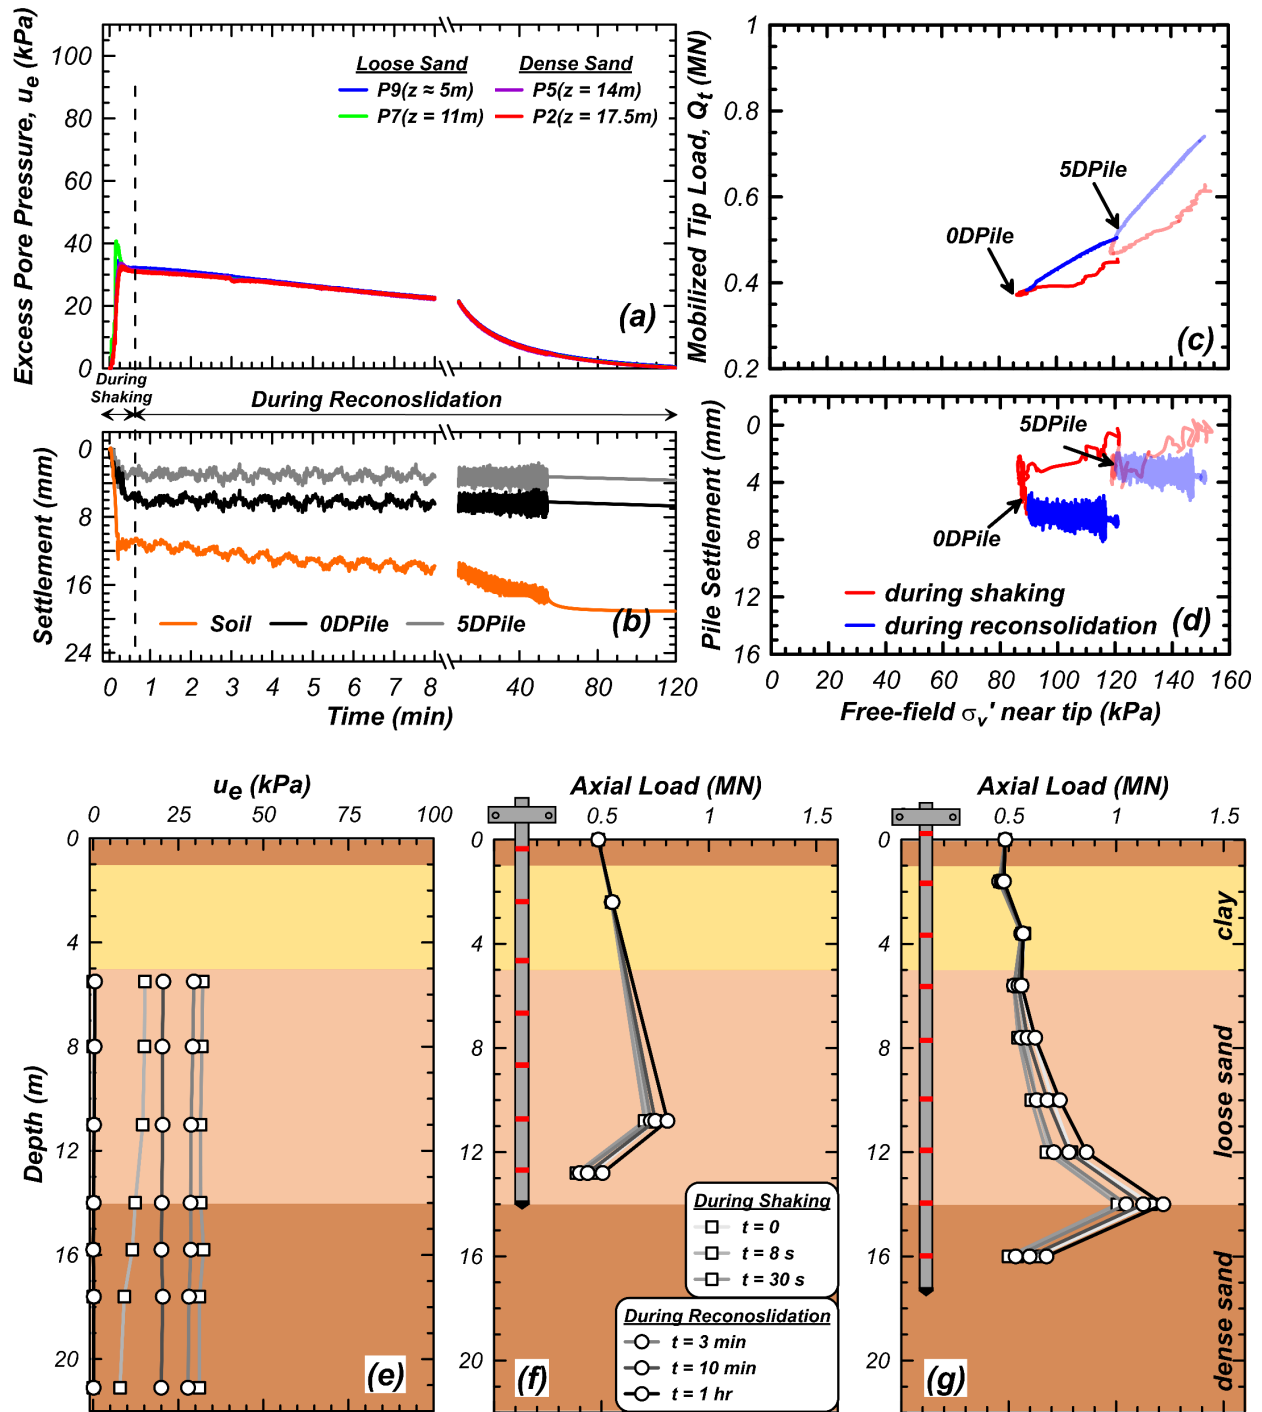 Excess Pore Pressure, ue (kPa)
100
80
60
40
20
0
Loose Sand Dense Sand
P9(z ≈ 5m) P5(z = 14m)
P7(z = 11m) P2(z = 17.5m)
(a)
During
Shaking
During Reconoslidation
Settlement (mm)
0
8
16
24
Soil 0DPile 5DPile
(b)
0 1 2 3 4 5 6 7 8 40 80 120
Time (min)
Mobilized Tip Load, Qt (MN)
1
0.8
0.6
0.4
0.2
5DPile
0DPile
(c)
Pile Settlement (mm)
0
4
8
12
16
5DPile
0DPile
during shaking
during reconsolidation
(d)
0 20 40 60 80 100 120 140 160
Free-field σv' near tip (kPa)
ue (kPa)
0 25 50 75 100
Depth (m)
0
4
8
12
16
20
(e)
Axial Load (MN)
0.5 1 1.5
0
4
8
12
16
20
During Shaking
t = 0
t = 8 s
t = 30 s
During Reconoslidation
t = 3 min
t = 10 min
t = 1 hr
(f)
Axial Load (MN)
0.5 1 1.5
0
4
8
12
16
20
clay
loose sand
dense sand
(g)